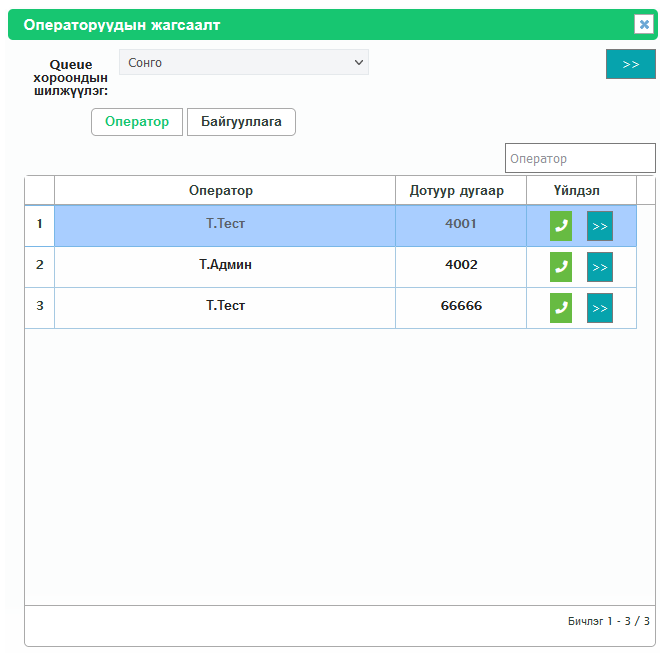 Операторуудын жагсаалт
Queue
хороондын
шилжүүлэг:
Сонго
>>
Оператор
Байгууллага
Оператор
Оператор Дотуур дугаар Үйлдэл
1 Т.Тест 4001 >>
2 Т.Админ 4002 >>
3 Т.Тест 66666 >>
Бичлэг 1 - 3 / 3